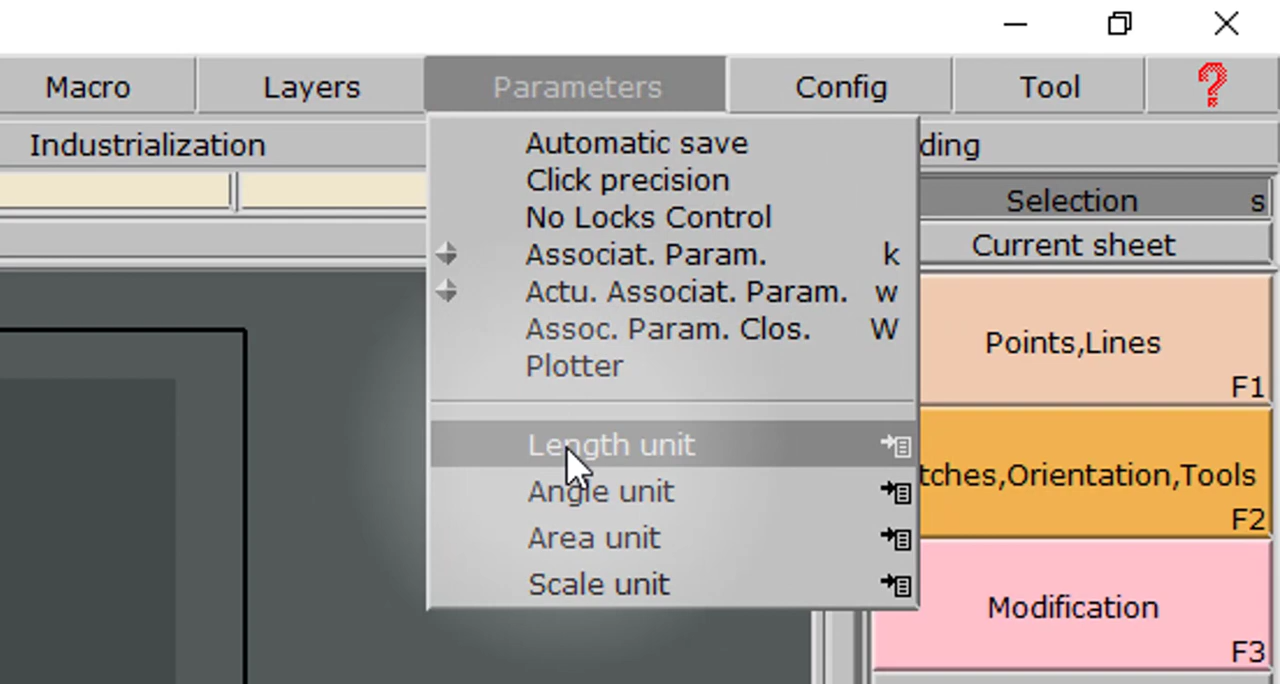 Macro Layers Parameters Config Tool ?
Industrialization ding
Automatic save
Click precision
No Locks Control
Associat. Param. k
Actu. Associat. Param. w
Assoc. Param. Clos. W
Plotter
Length unit
Angle unit
Area unit
Scale unit
Selection s
Current sheet
Points,Lines
F1
tches,Orientation,Tools
F2
Modification
F3